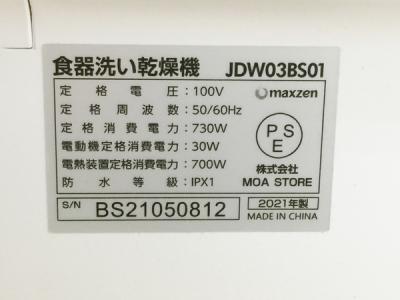 食器洗い乾燥機 JDW03BS01
定格電圧：100V
maxzen
定格周波数：50/60Hz
定格消費電力：730W
電動機定格消費電力：30W
電熱装置定格消費電力：700W
防水等級：IPX1
PSE
株式会社
MOA STORE
S/N BS21050812
2021年製
MADE IN CHINA